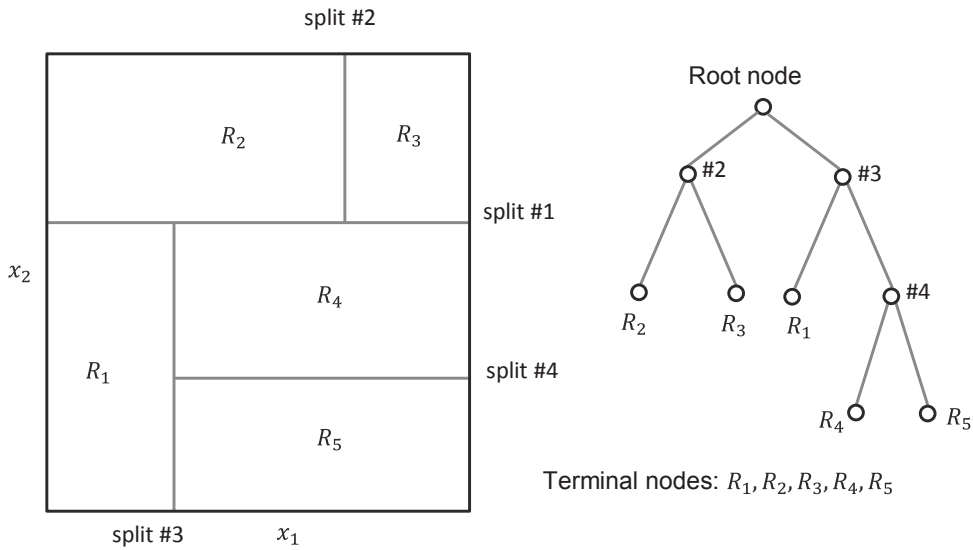 split #2
R₂
R₃
split #1
x₂
R₄
R₁
split #4
R₅
split #3
x₁
Root node
#2
#3
R₂
R₃
R₁
#4
R₄
R₅
Terminal nodes: R₁, R₂, R₃, R₄, R₅